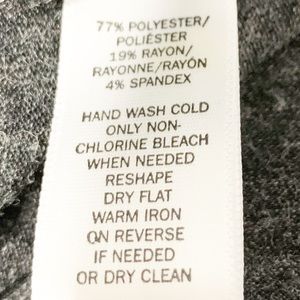 77% POLYESTER/
POLIÉSTER
19% RAYON/
RAYONNE/RAYÓN
4% SPANDEX
HAND WASH COLD
ONLY NON-
CHLORINE BLEACH
WHEN NEEDED
RESHAPE
DRY FLAT
WARM IRON
ON REVERSE
IF NEEDED
OR DRY CLEAN